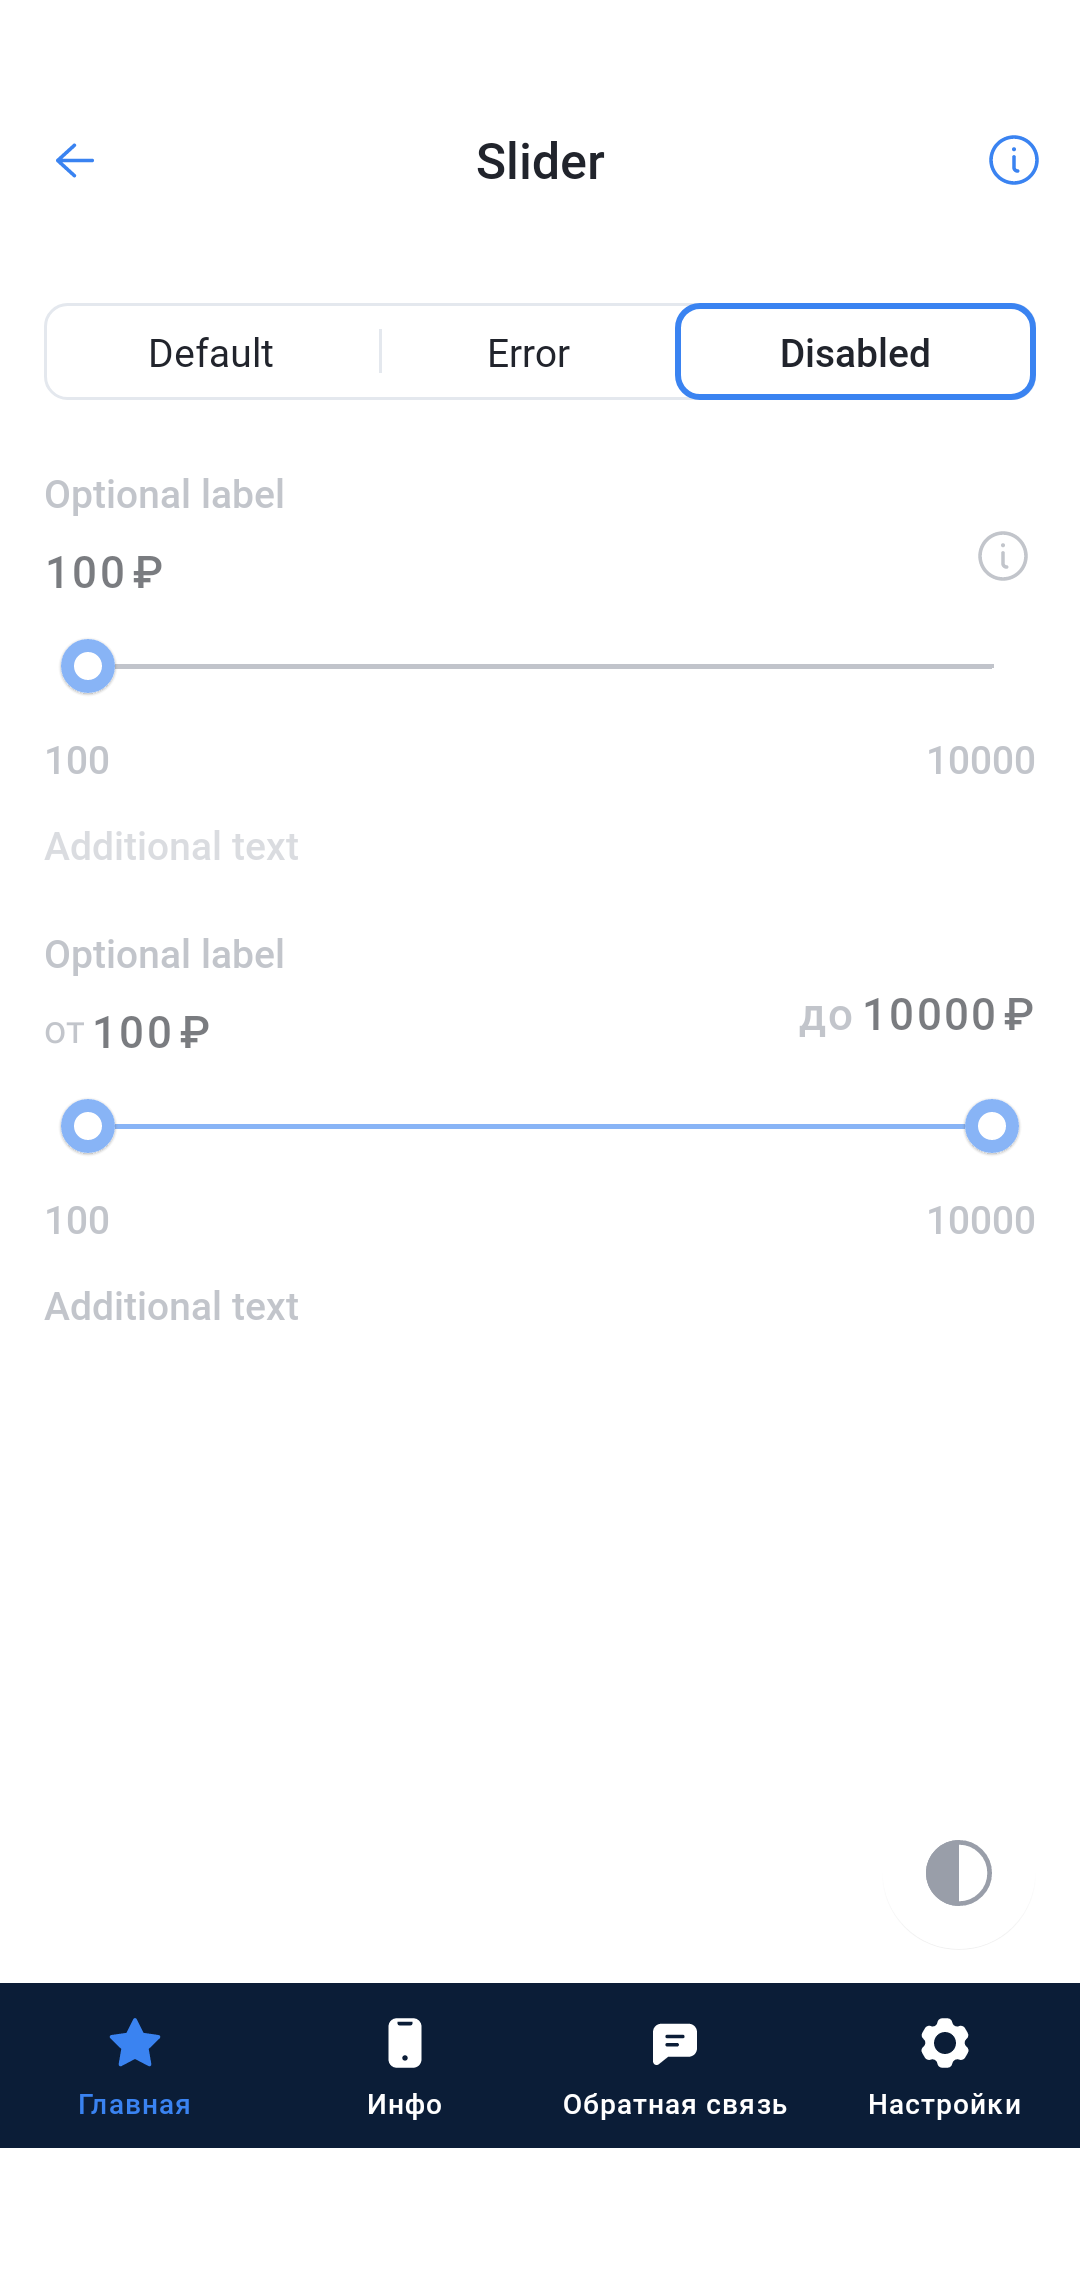 Slider
Default Error Disabled
Optional label
100 ₽
100 10000
Additional text
Optional label
от 100 ₽ до 10000 ₽
100 10000
Additional text
Главная Инфо Обратная связь Настройки